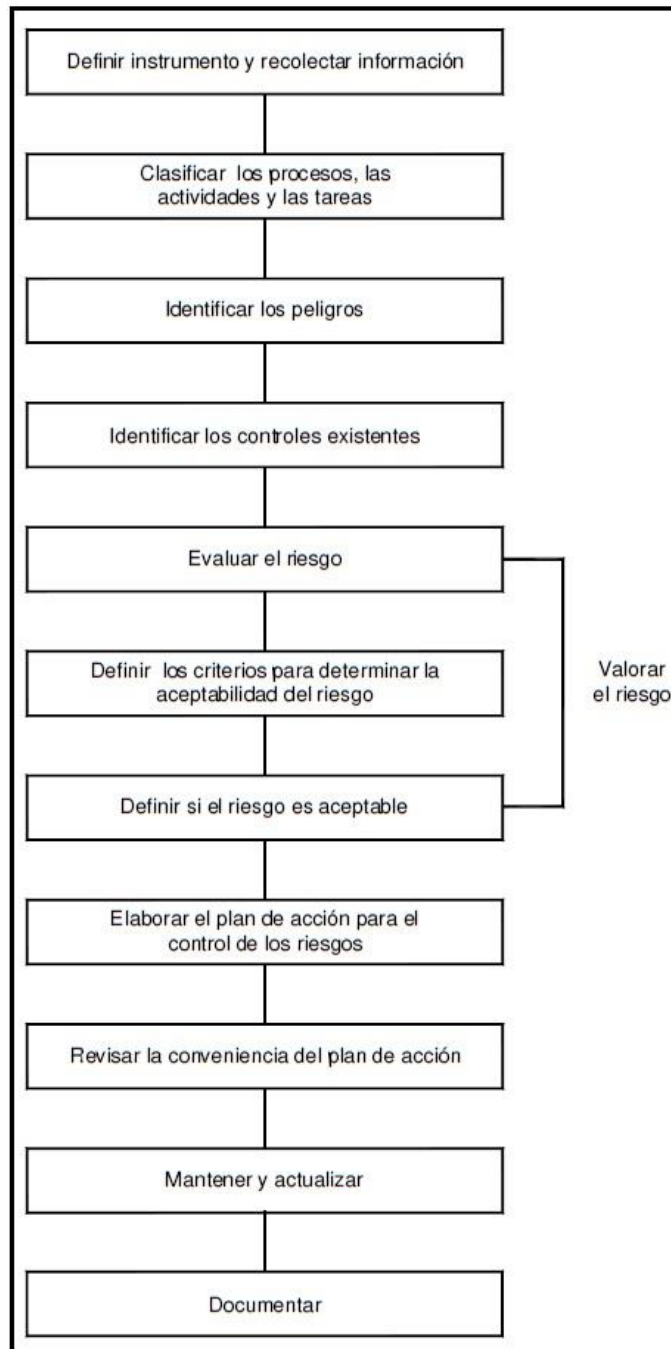 Definir instrumento y recolectar información
Clasificar los procesos, las
actividades y las tareas
Identificar los peligros
Identificar los controles existentes
Evaluar el riesgo
Definir los criterios para determinar la
aceptabilidad del riesgo
Valorar
el riesgo
Definir si el riesgo es aceptable
Elaborar el plan de acción para el
control de los riesgos
Revisar la conveniencia del plan de acción
Mantener y actualizar
Documentar